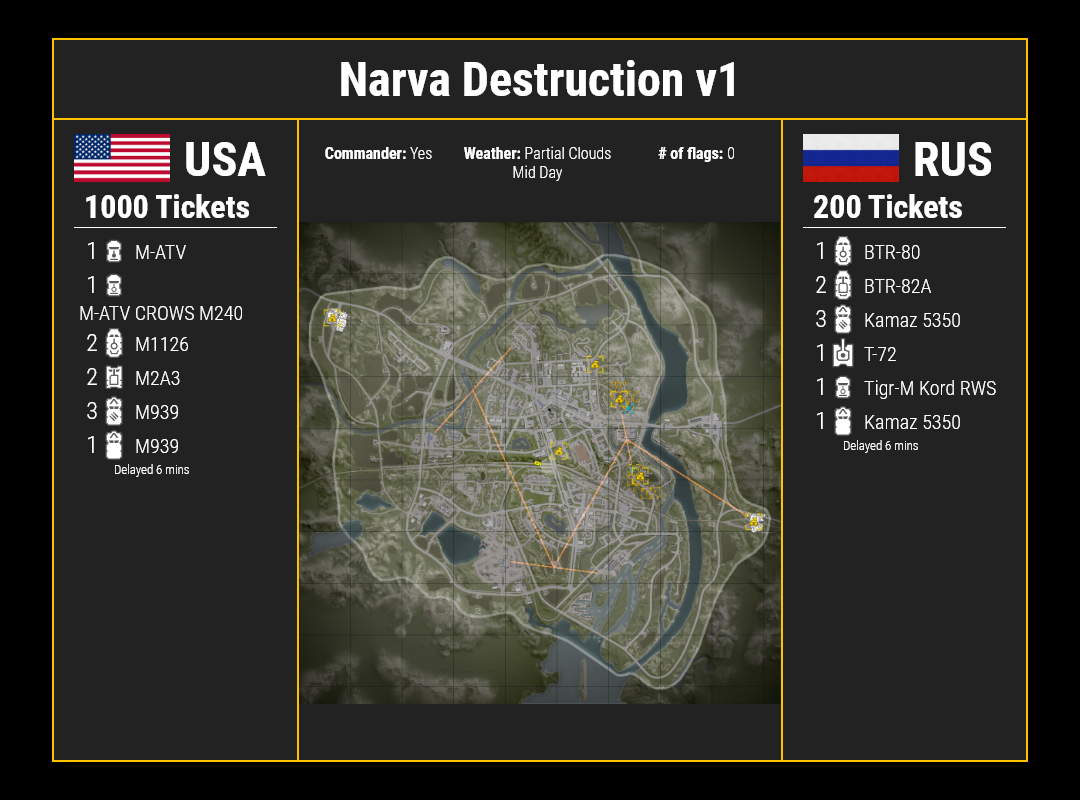 Narva Destruction v1
USA
1000 Tickets
1 M-ATV
1
M-ATV CROWS M240
2 M1126
2 M2A3
3 M939
1 M939
Delayed 6 mins
Commander: Yes
Weather: Partial Clouds
Mid Day
# of flags: 0
RUS
200 Tickets
1 BTR-80
2 BTR-82A
3 Kamaz 5350
1 T-72
1 Tigr-M Kord RWS
1 Kamaz 5350
Delayed 6 mins